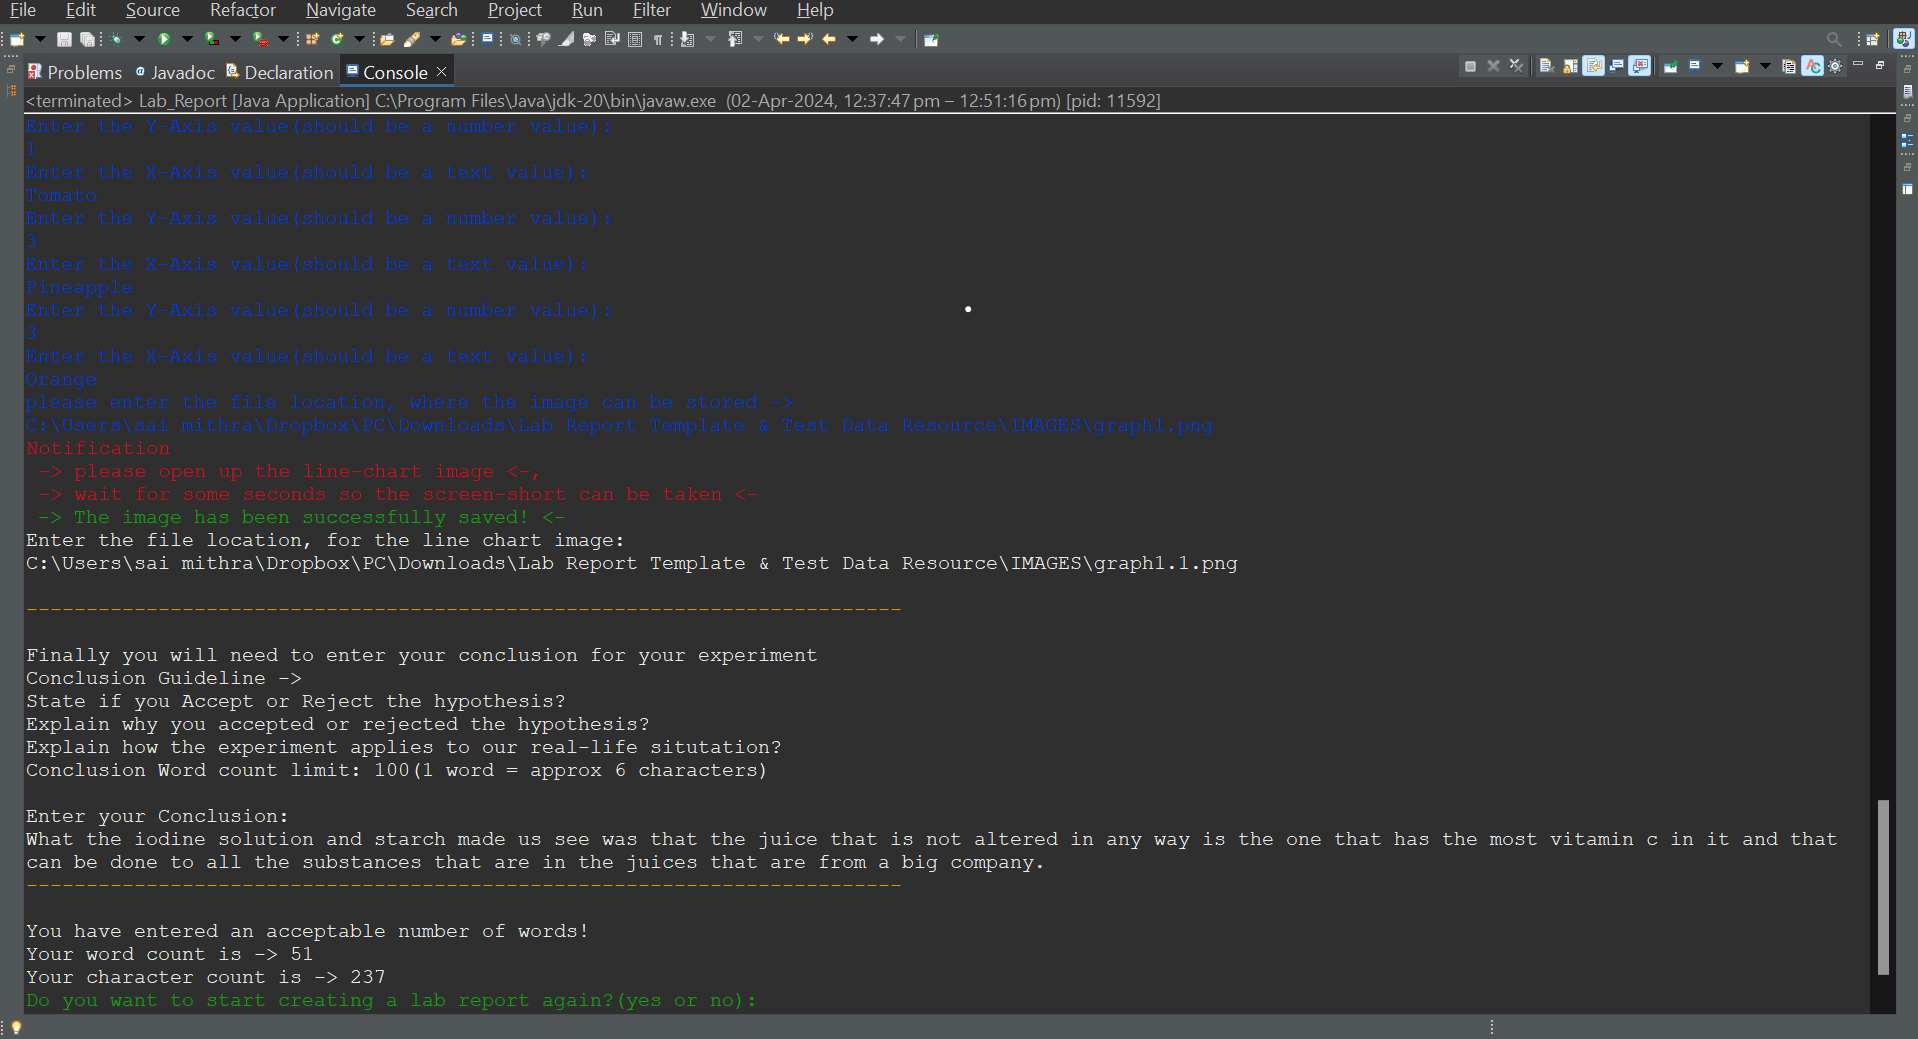 File Edit Source Refactor Navigate Search Project Run Filter Window Help
Problems @ Javadoc Declaration Console
<terminated> Lab_Report [Java Application] C:\Program Files\Java\jdk-20\bin\javaw.exe (02-Apr-2024, 12:37:47 pm – 12:51:16 pm) [pid: 11592]
Enter the Y-Axis value(should be a number value):
1
Enter the X-Axis value(should be a text value):
Tomato
Enter the Y-Axis value(should be a number value):
3
Enter the X-Axis value(should be a text value):
Pineapple
Enter the Y-Axis value(should be a number value):
3
Enter the X-Axis value(should be a text value):
Orange
please enter the file location, where the image can be stored ->
C:\Users\sai mithra\Dropbox\PC\Downloads\Lab Report Template & Test Data Resource\IMAGES\graph1.png
Notification
-> please open up the line-chart image <-,
-> wait for some seconds so the screen-short can be taken <-
-> The image has been successfully saved! <-
Enter the file location, for the line chart image:
C:\Users\sai mithra\Dropbox\PC\Downloads\Lab Report Template & Test Data Resource\IMAGES\graph1.1.png
-------------------------------------------------------------------------
Finally you will need to enter your conclusion for your experiment
Conclusion Guideline ->
State if you Accept or Reject the hypothesis?
Explain why you accepted or rejected the hypothesis?
Explain how the experiment applies to our real-life situtation?
Conclusion Word count limit: 100(1 word = approx 6 characters)
Enter your Conclusion:
What the iodine solution and starch made us see was that the juice that is not altered in any way is the one that has the most vitamin c in it and that
can be done to all the substances that are in the juices that are from a big company.
-------------------------------------------------------------------------
You have entered an acceptable number of words!
Your word count is -> 51
Your character count is -> 237
Do you want to start creating a lab report again?(yes or no):